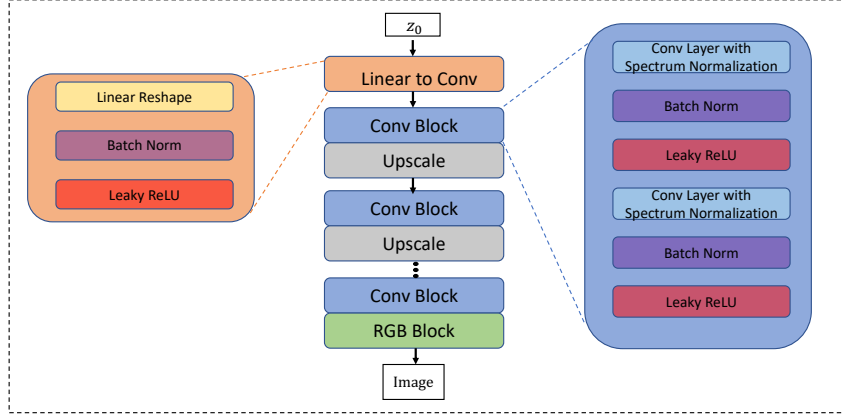 z₀
Linear to Conv
Linear Reshape
Batch Norm
Leaky ReLU
Conv Block
Upscale
Conv Block
Upscale
Conv Block
RGB Block
Image
Conv Layer with
Spectrum Normalization
Batch Norm
Leaky ReLU
Conv Layer with
Spectrum Normalization
Batch Norm
Leaky ReLU